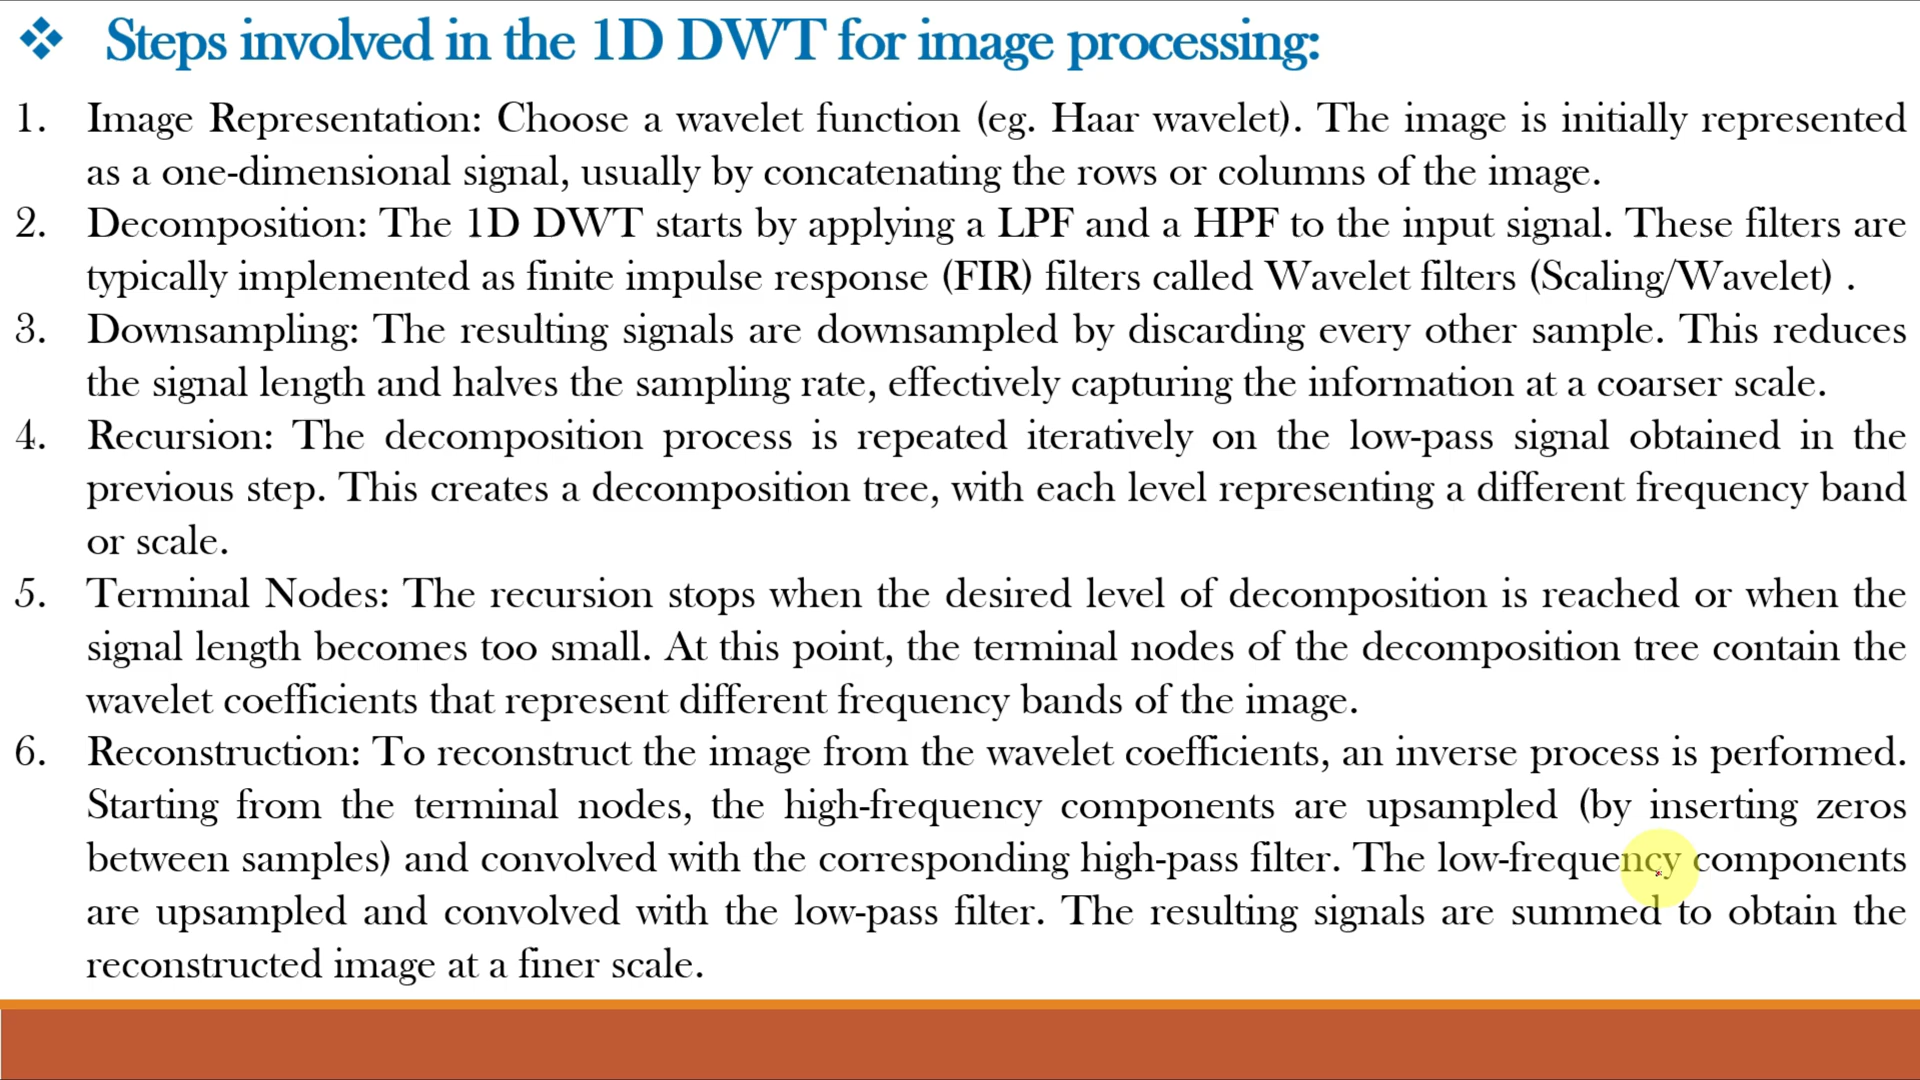 ❖ Steps involved in the 1D DWT for image processing:
1. Image Representation: Choose a wavelet function (eg. Haar wavelet). The image is initially represented
as a one-dimensional signal, usually by concatenating the rows or columns of the image.
2. Decomposition: The 1D DWT starts by applying a LPF and a HPF to the input signal. These filters are
typically implemented as finite impulse response (FIR) filters called Wavelet filters (Scaling/Wavelet) .
3. Downsampling: The resulting signals are downsampled by discarding every other sample. This reduces
the signal length and halves the sampling rate, effectively capturing the information at a coarser scale.
4. Recursion: The decomposition process is repeated iteratively on the low-pass signal obtained in the
previous step. This creates a decomposition tree, with each level representing a different frequency band
or scale.
5. Terminal Nodes: The recursion stops when the desired level of decomposition is reached or when the
signal length becomes too small. At this point, the terminal nodes of the decomposition tree contain the
wavelet coefficients that represent different frequency bands of the image.
6. Reconstruction: To reconstruct the image from the wavelet coefficients, an inverse process is performed.
Starting from the terminal nodes, the high-frequency components are upsampled (by inserting zeros
between samples) and convolved with the corresponding high-pass filter. The low-frequency components
are upsampled and convolved with the low-pass filter. The resulting signals are summed to obtain the
reconstructed image at a finer scale.